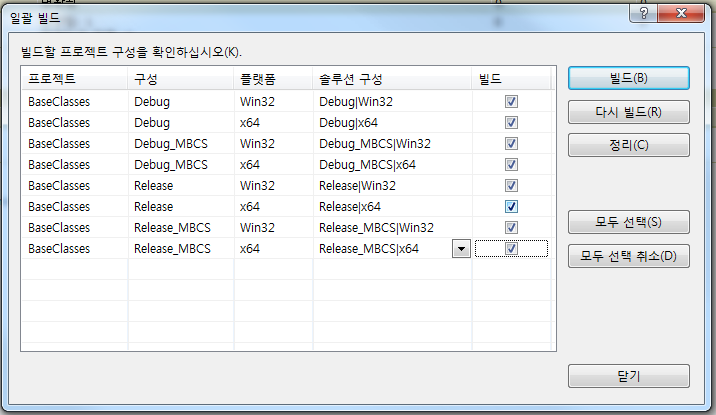 일괄 빌드
빌드할 프로젝트 구성을 확인하십시오(K).
프로젝트 구성 플랫폼 솔루션 구성 빌드
BaseClasses Debug Win32 Debug|Win32
BaseClasses Debug x64 Debug|x64
BaseClasses Debug_MBCS Win32 Debug_MBCS|Win32
BaseClasses Debug_MBCS x64 Debug_MBCS|x64
BaseClasses Release Win32 Release|Win32
BaseClasses Release x64 Release|x64
BaseClasses Release_MBCS Win32 Release_MBCS|Win32
BaseClasses Release_MBCS x64 Release_MBCS|x64
빌드(B)
다시 빌드(R)
정리(C)
모두 선택(S)
모두 선택 취소(D)
닫기